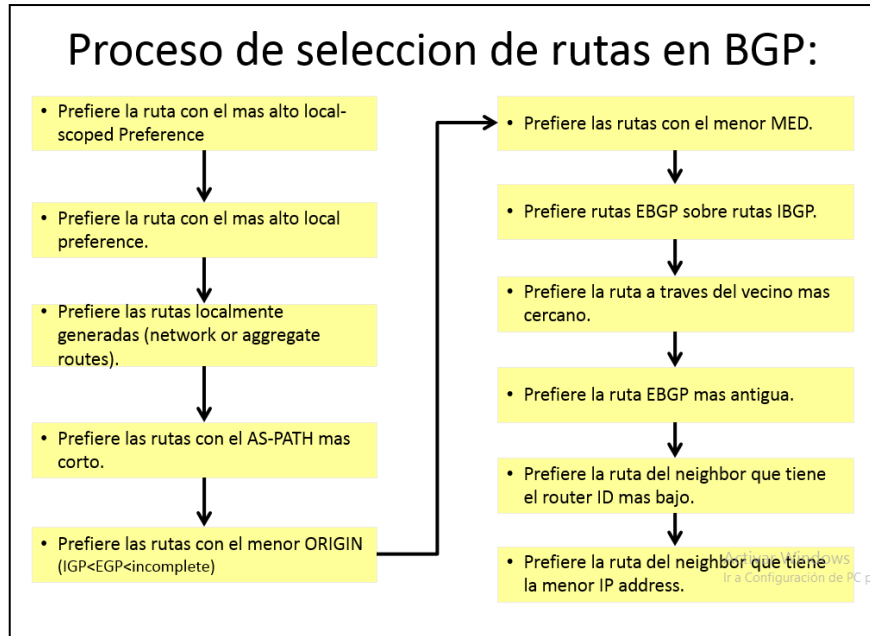 Proceso de seleccion de rutas en BGP:
• Prefiere la ruta con el mas alto local-
scoped Preference
• Prefiere la ruta con el mas alto local
preference.
• Prefiere las rutas localmente
generadas (network or aggregate
routes).
• Prefiere las rutas con el AS-PATH mas
corto.
• Prefiere las rutas con el menor ORIGIN
(IGP<EGP<incomplete)
• Prefiere las rutas con el menor MED.
• Prefiere rutas EBGP sobre rutas IBGP.
• Prefiere la ruta a traves del vecino mas
cercano.
• Prefiere la ruta EBGP mas antigua.
• Prefiere la ruta del neighbor que tiene
el router ID mas bajo.
• Prefiere la ruta del neighbor que tiene
la menor IP address.
Activar Windows
Ir a Configuración de PC p